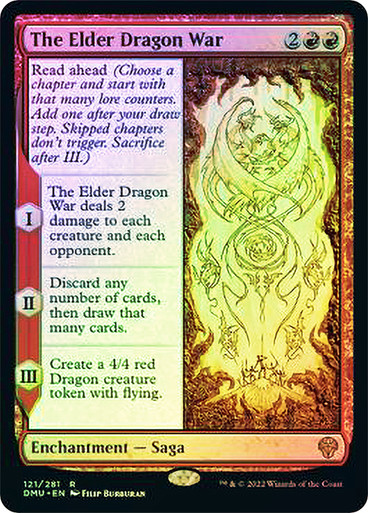 The Elder Dragon War 2
Read ahead (Choose a
chapter and start with
that many lore counters.
Add one after your draw
step. Skipped chapters
don't trigger. Sacrifice
after III.)
I
The Elder Dragon
War deals 2
damage to each
creature and each
opponent.
II
Discard any
number of cards,
then draw that
many cards.
III
Create a 4/4 red
Dragon creature
token with flying.
Enchantment — Saga
121/281 R
DMU • EN Filip Burburan
™ & © 2022 Wizards of the Coast